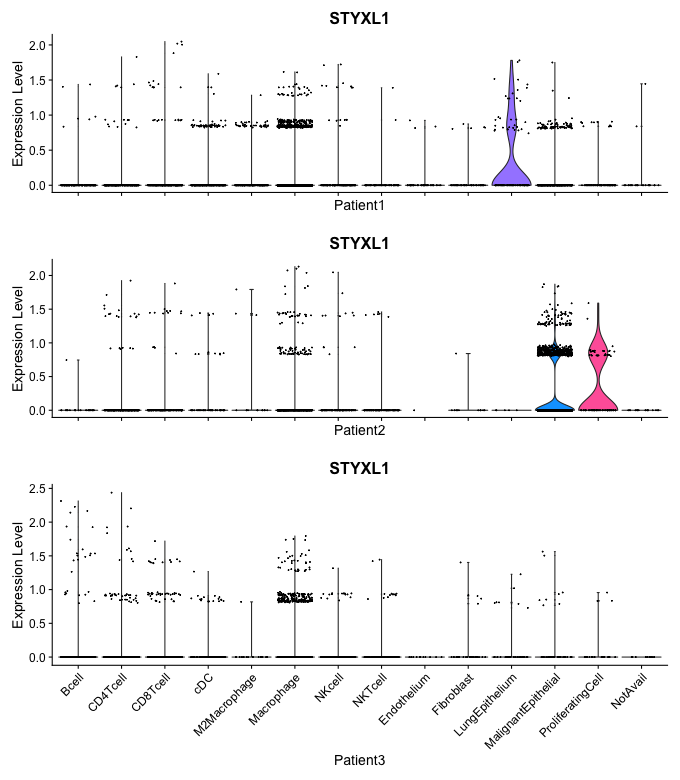 STYXL1
Expression Level
2.0
1.5
1.0
0.5
0.0
Patient1
STYXL1
Expression Level
2.0
1.5
1.0
0.5
0.0
Patient2
STYXL1
Expression Level
2.5
2.0
1.5
1.0
0.5
0.0
Bcell
CD4Tcell
CD8Tcell
cDC
M2Macrophage
Macrophage
NKcell
NKTcell
Endothelium
Fibroblast
LungEpithelium
MalignantEpithelial
ProliferatingCell
NotAvail
Patient3